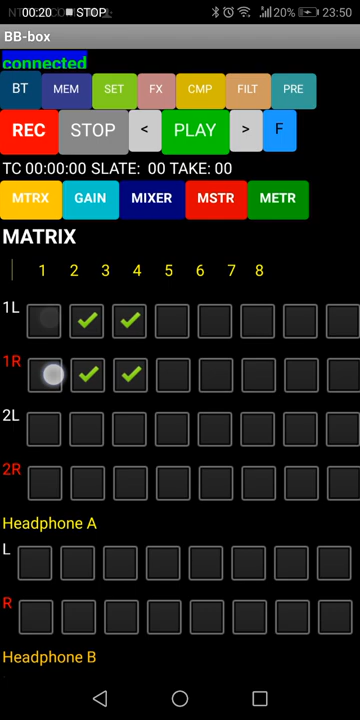 00:20 STOP 20% 23:50
BB-box
connected
BT MEM SET FX CMP FILT PRE
REC STOP < PLAY > F
TC 00:00:00 SLATE: 00 TAKE: 00
MTRX GAIN MIXER MSTR METR
MATRIX
1 2 3 4 5 6 7 8
1L
1R
2L
2R
Headphone A
L
R
Headphone B